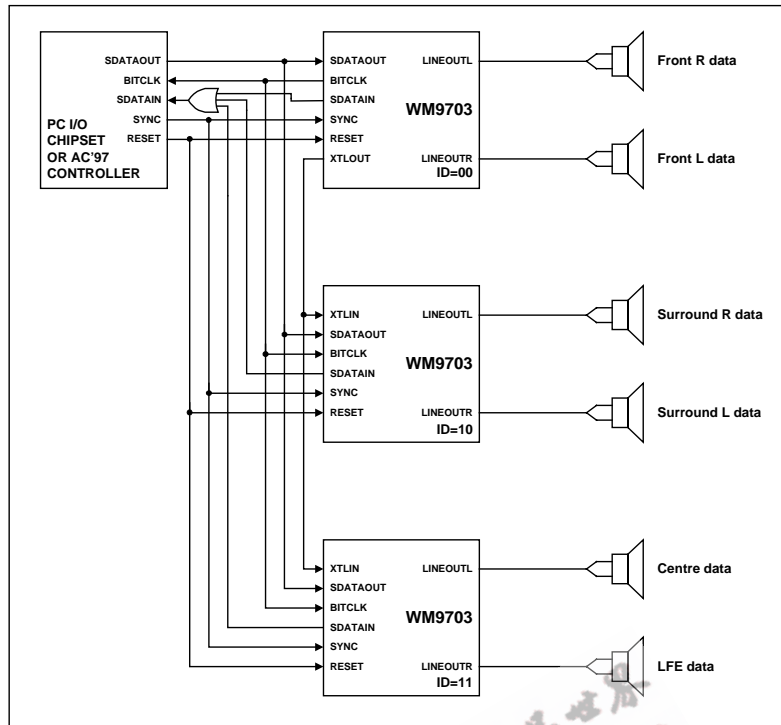 SDATAOUT
BITCLK
SDATAIN
SYNC
RESET
PC I/O
CHIPSET
OR AC'97
CONTROLLER
SDATAOUT
BITCLK
SDATAIN
SYNC
RESET
XTLOUT
LINEOUTL
WM9703
LINEOUTR
ID=00
Front R data
Front L data
XTLIN
SDATAOUT
BITCLK
SDATAIN
SYNC
RESET
LINEOUTL
WM9703
LINEOUTR
ID=10
Surround R data
Surround L data
XTLIN
SDATAOUT
BITCLK
SDATAIN
SYNC
RESET
LINEOUTL
WM9703
LINEOUTR
ID=11
Centre data
LFE data